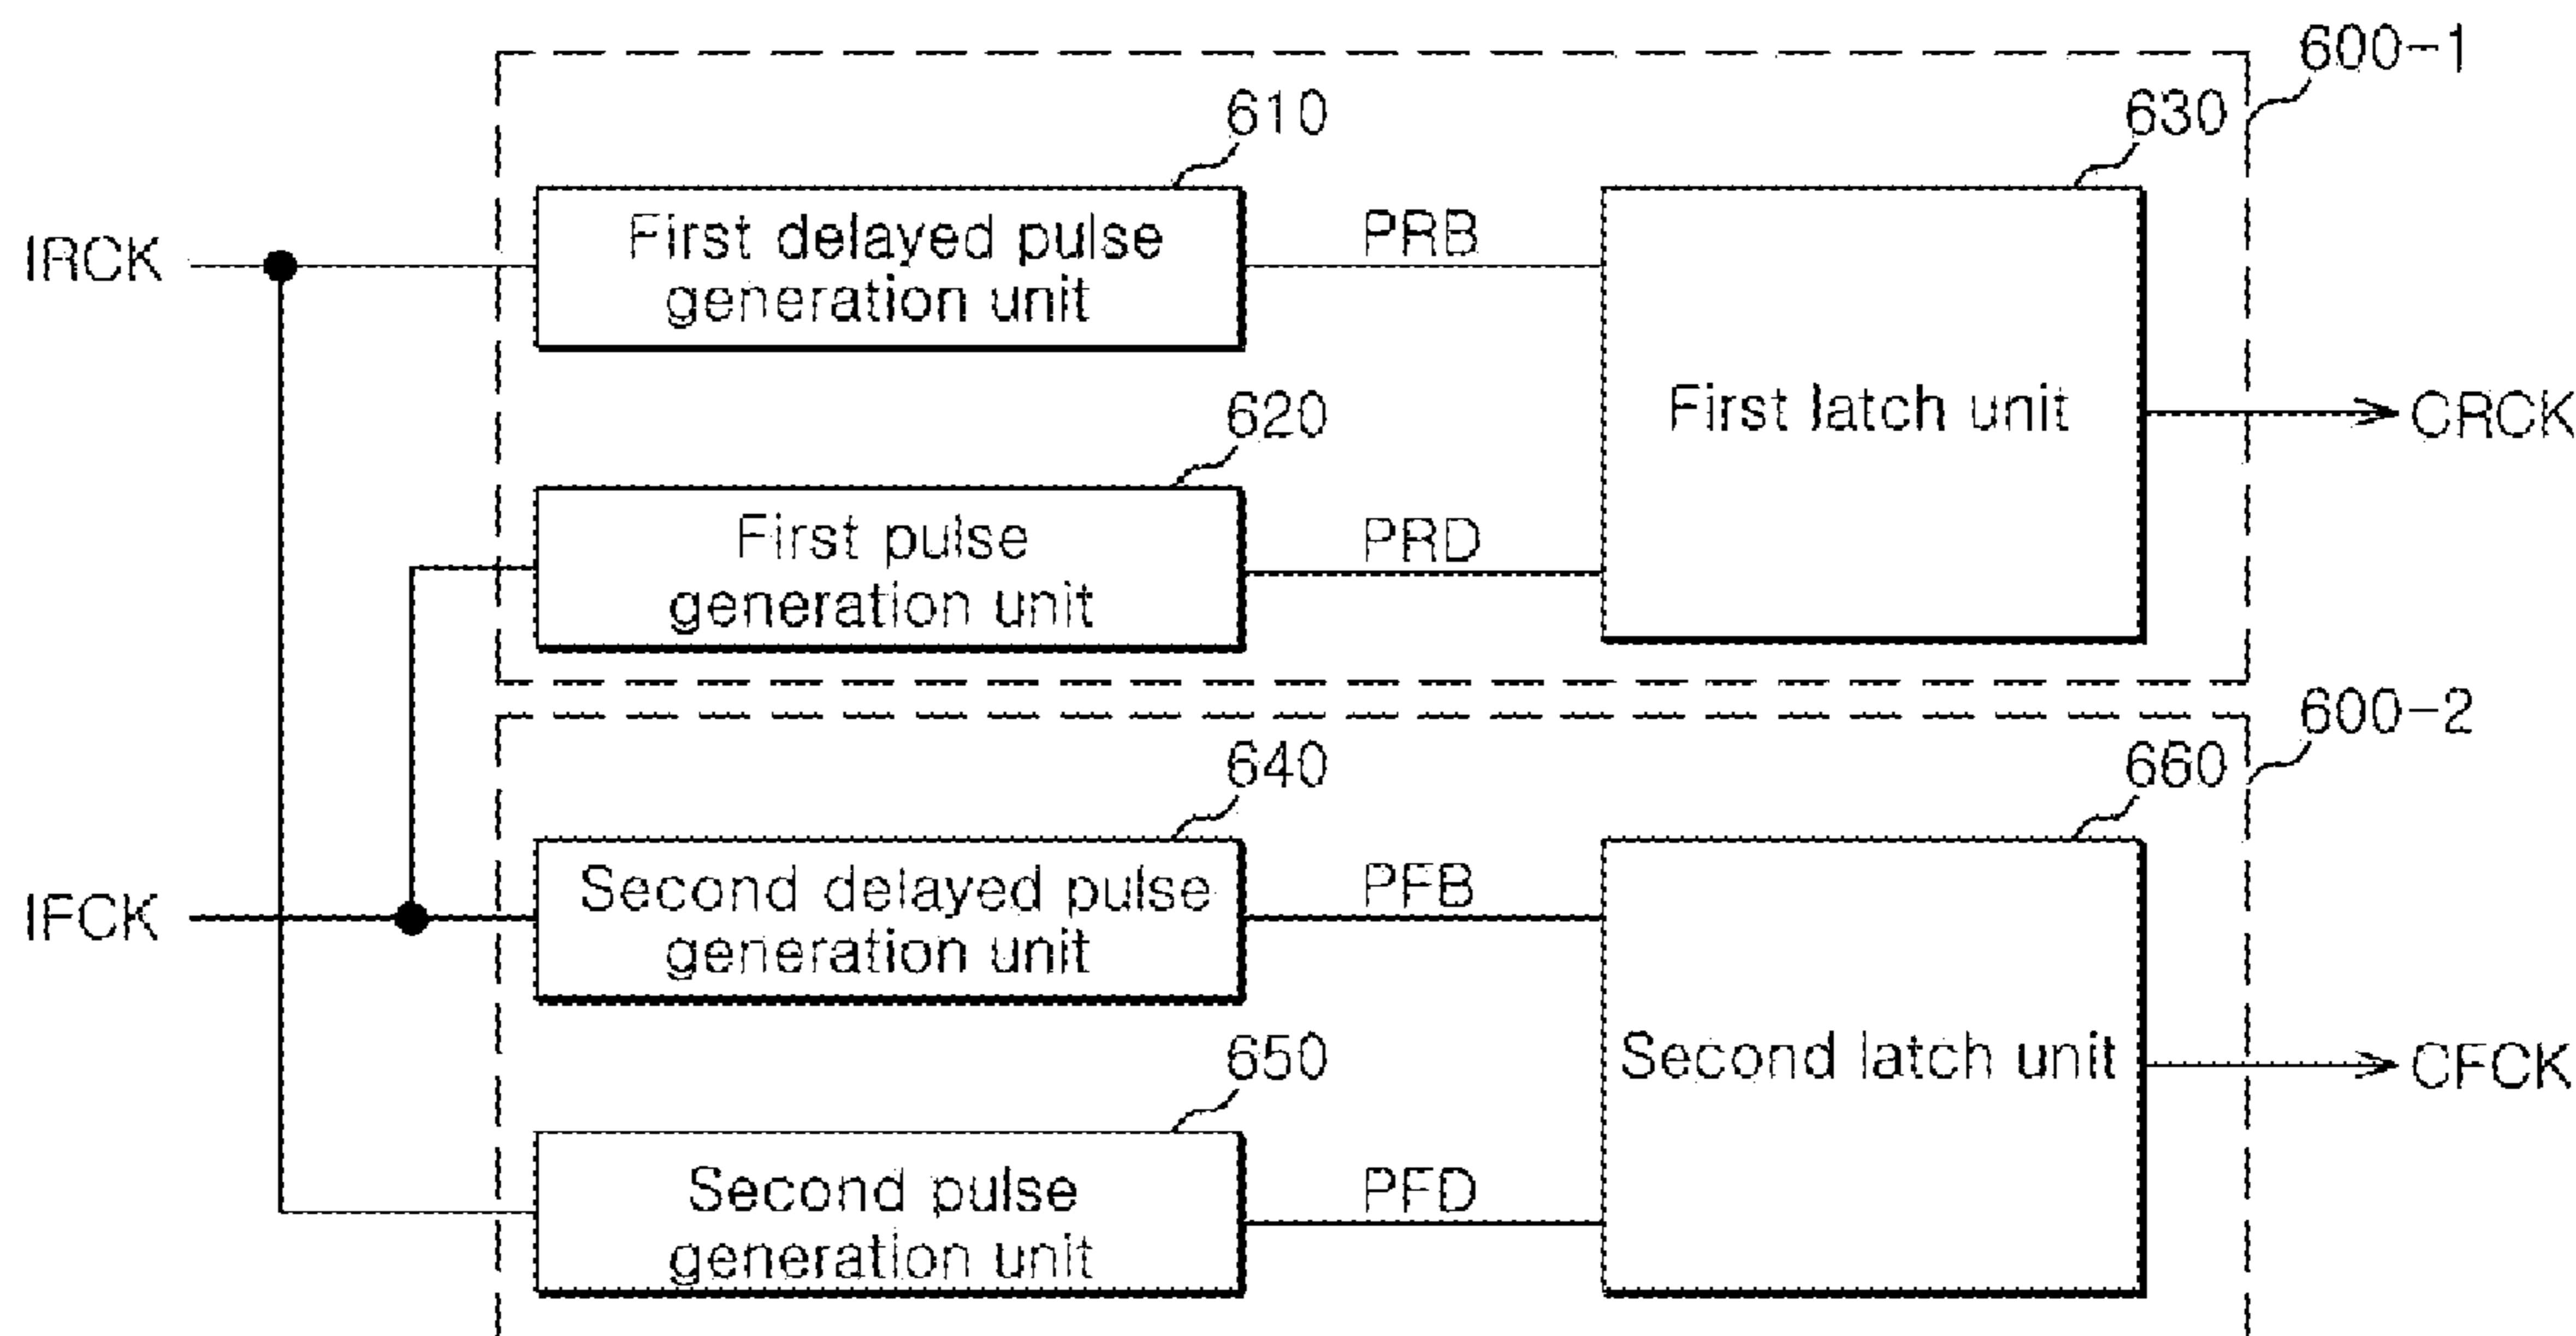 600-1
610
630
IRCK
First delayed pulse
generation unit
PRB
First latch unit
CRCK
620
First pulse
generation unit
PRD
600-2
640
660
IFCK
Second delayed pulse
generation unit
PFB
Second latch unit
CFCK
650
Second pulse
generation unit
PFD